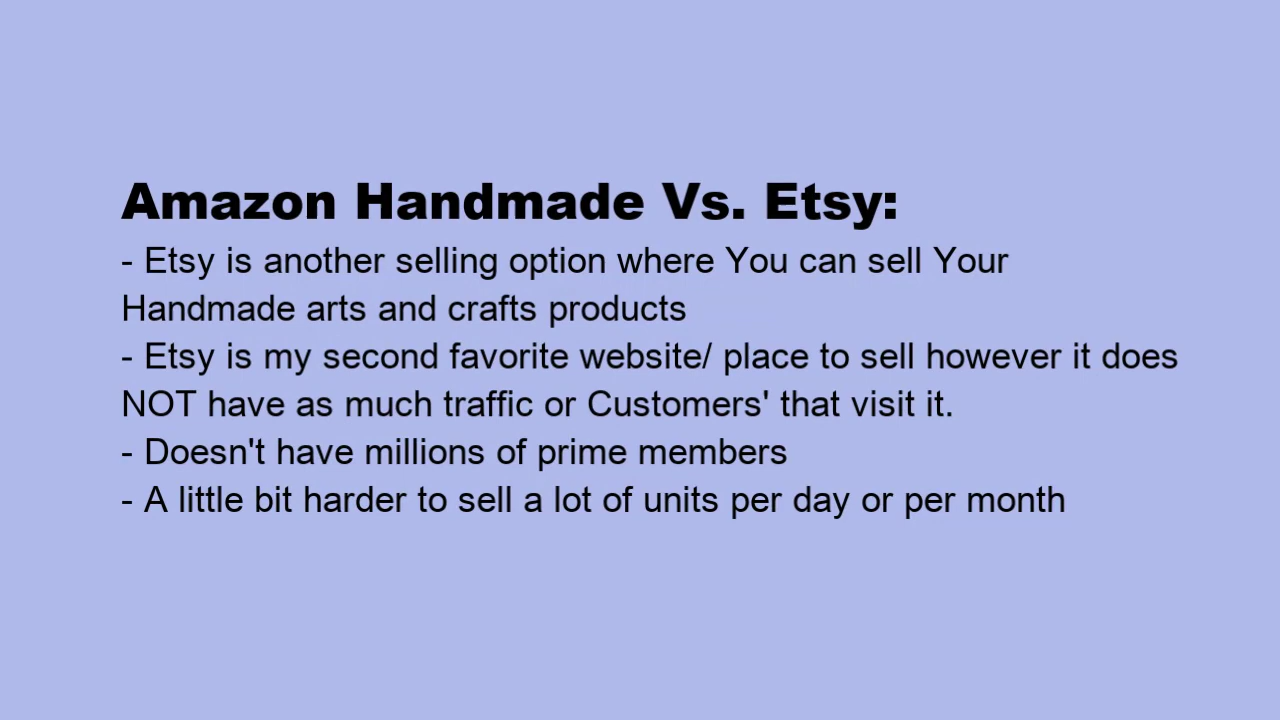 Amazon Handmade Vs. Etsy:
- Etsy is another selling option where You can sell Your
Handmade arts and crafts products
- Etsy is my second favorite website/ place to sell however it does
NOT have as much traffic or Customers' that visit it.
- Doesn't have millions of prime members
- A little bit harder to sell a lot of units per day or per month